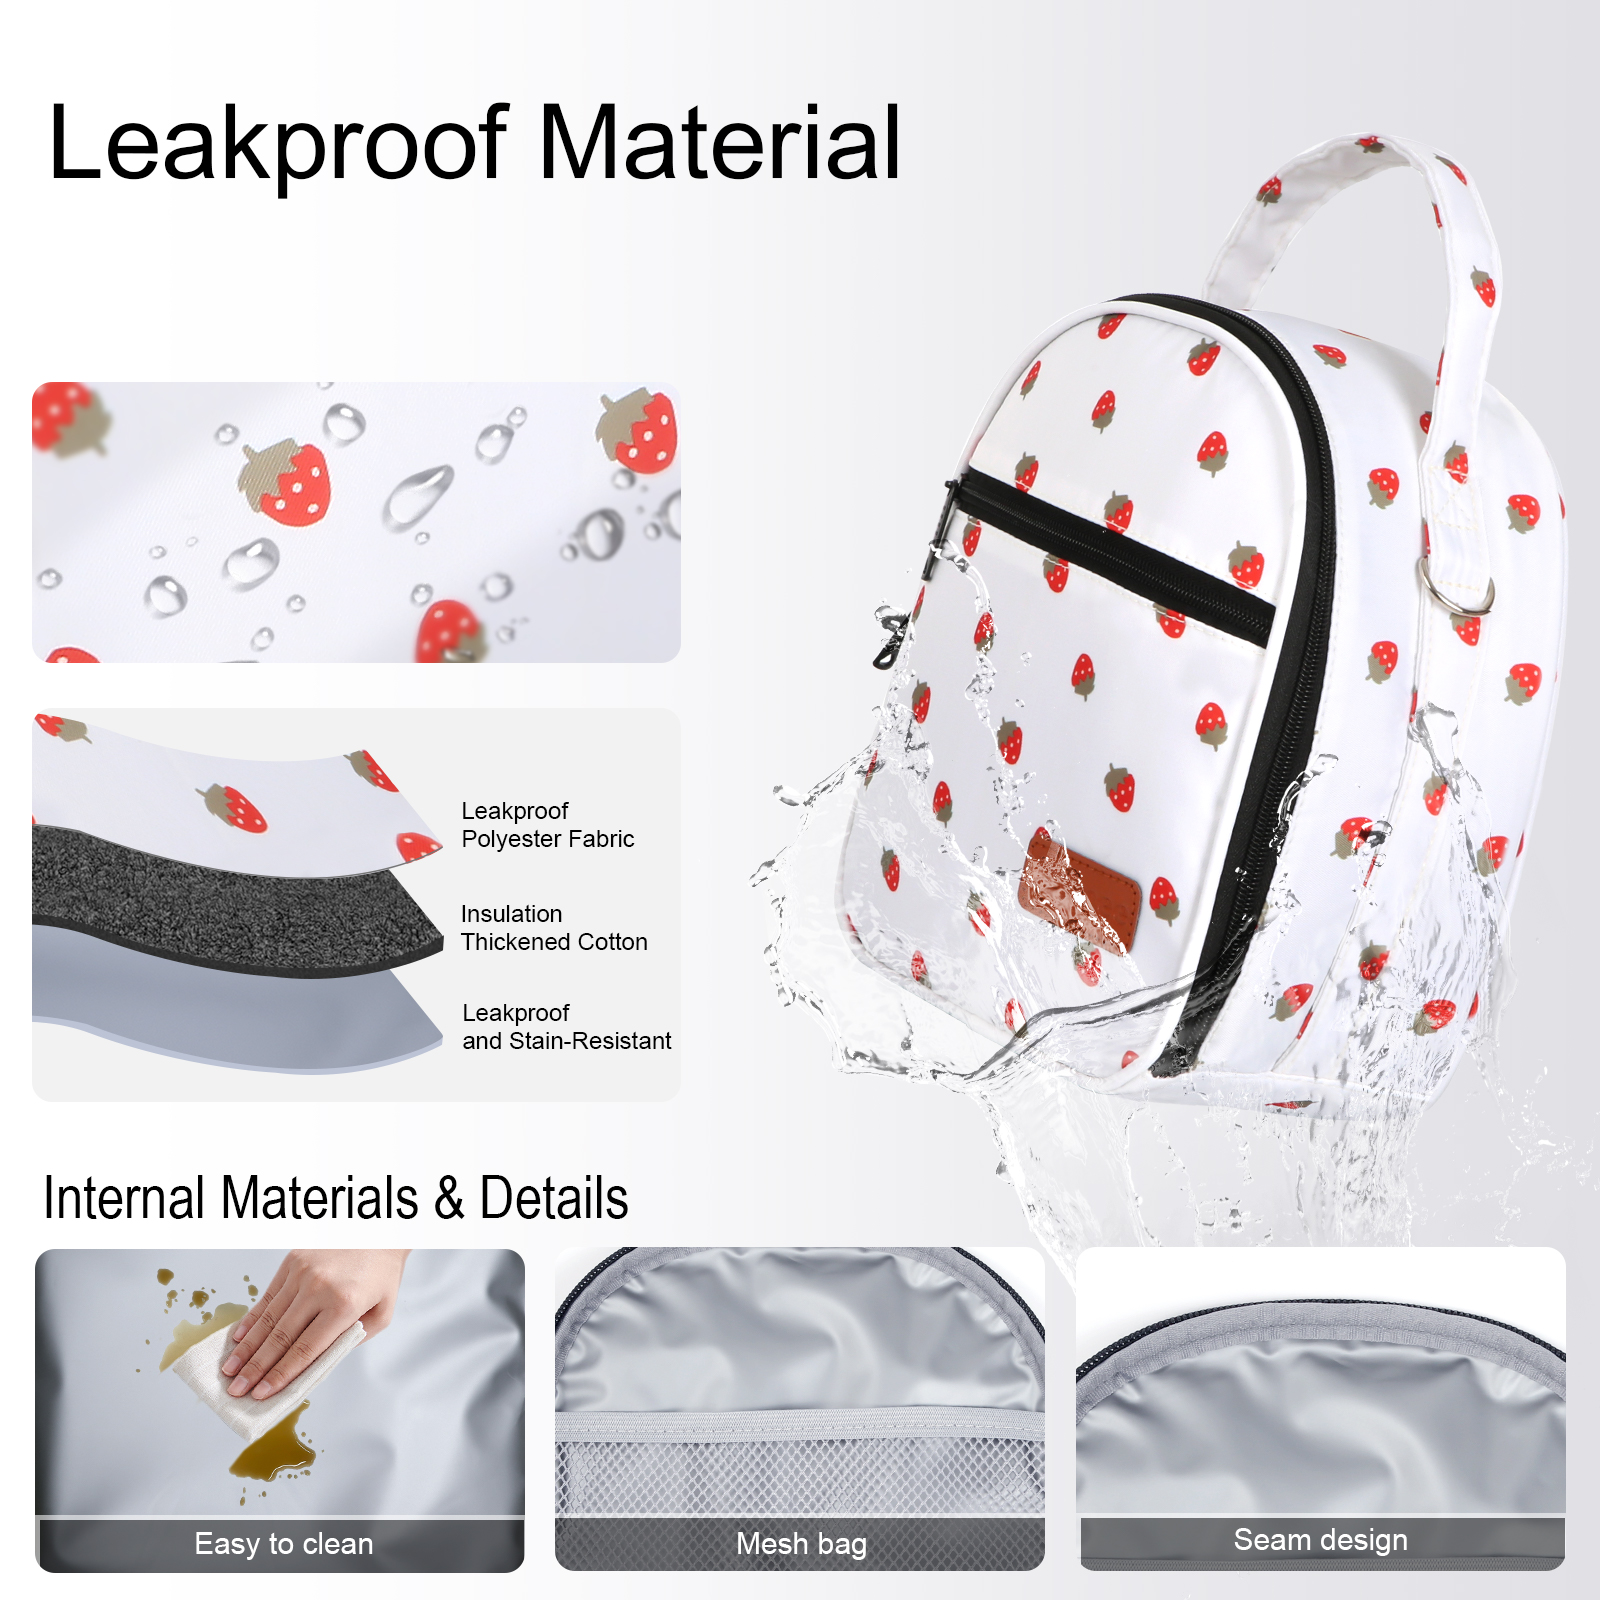 Leakproof Material
Leakproof
Polyester Fabric
Insulation
Thickened Cotton
Leakproof
and Stain-Resistant
Internal Materials & Details
Easy to clean
Mesh bag
Seam design